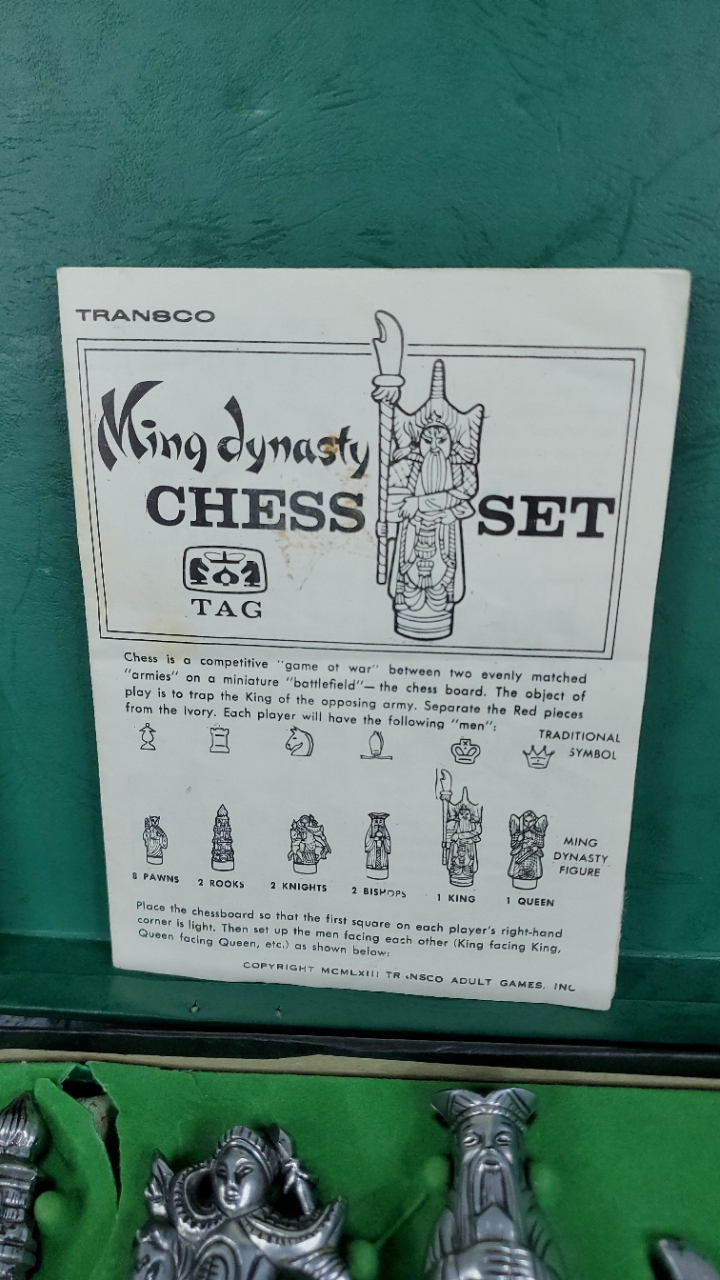 TRANSCO
Ming dynasty
CHESS SET
TAG
Chess is a competitive "game of war" between two evenly matched
"armies" on a miniature "battlefield"— the chess board. The object of
play is to trap the King of the opposing army. Separate the Red pieces
from the Ivory. Each player will have the following "men":
TRADITIONAL
SYMBOL
MING
DYNASTY
FIGURE
8 PAWNS 2 ROOKS 2 KNIGHTS 2 BISHOPS 1 KING 1 QUEEN
Place the chessboard so that the first square on each player's right-hand
corner is light. Then set up the men facing each other (King facing King,
Queen facing Queen, etc.) as shown below:
COPYRIGHT MCMLXIII TRANSCO ADULT GAMES, INC